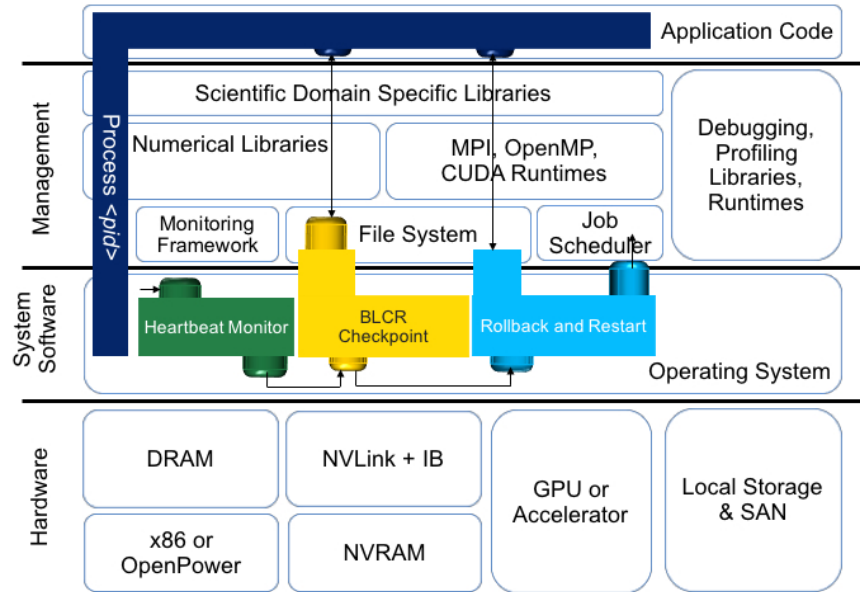 Application Code
Management
Process <pid>
Scientific Domain Specific Libraries
Numerical Libraries
MPI, OpenMP,
CUDA Runtimes
Debugging,
Profiling
Libraries,
Runtimes
Monitoring
Framework
File System
Job
Scheduler
System
Software
Heartbeat Monitor
BLCR
Checkpoint
Rollback and Restart
Operating System
Hardware
DRAM
NVLink + IB
GPU or
Accelerator
Local Storage
& SAN
x86 or
OpenPower
NVRAM